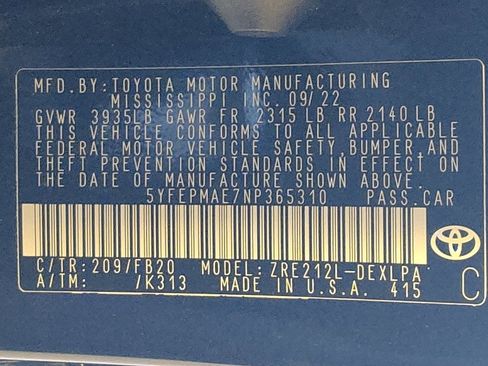 MFD. BY: TOYOTA MOTOR MANUFACTURING
MISSISSIPPI INC. 09/22
GVWR 3935LB GAWR FR 2315 LB RR 2140 LB
THIS VEHICLE CONFORMS TO ALL APPLICABLE
FEDERAL MOTOR VEHICLE SAFETY, BUMPER, AND
THEFT PREVENTION STANDARDS IN EFFECT ON
THE DATE OF MANUFACTURE SHOWN ABOVE.
5YFEPMAE7NP365310 PASS. CAR
C/TR: 209/FB20 MODEL: ZRE212L-DEXLPA
A/TM: /K313 MADE IN U.S.A. 415 C